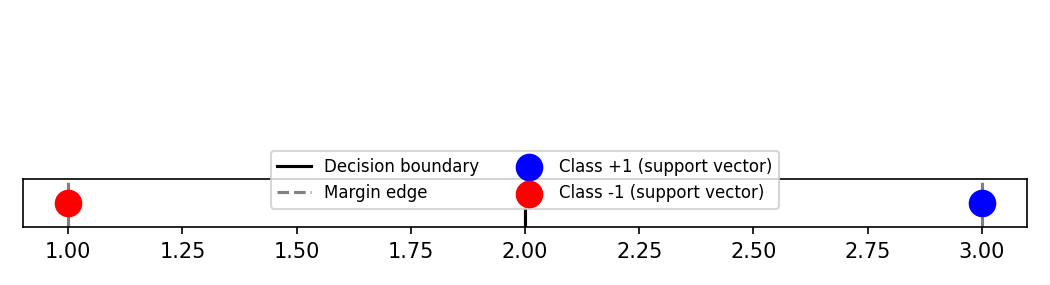 Decision boundary
Margin edge
Class +1 (support vector)
Class -1 (support vector)
1.00 1.25 1.50 1.75 2.00 2.25 2.50 2.75 3.00